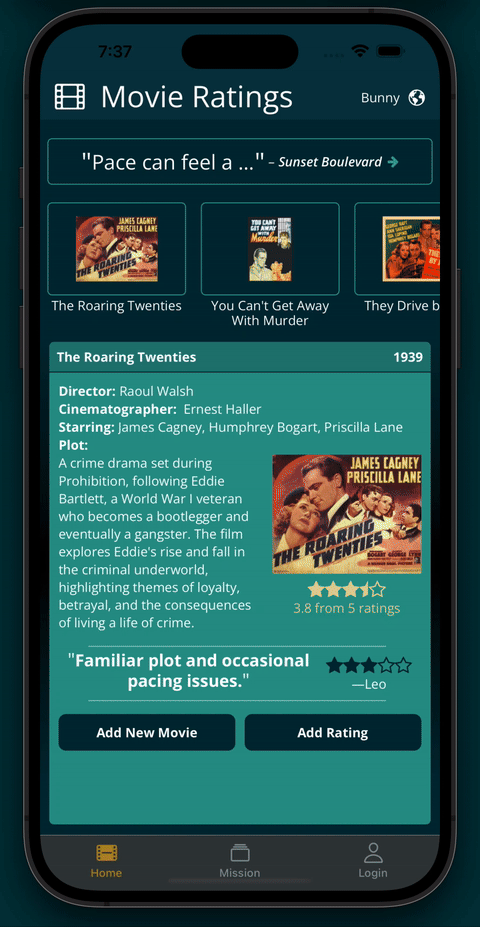 7:37
Movie Ratings
Bunny
"Pace can feel a ..." – Sunset Boulevard →
JAMES CAGNEY
PRISCILLA LANE
THE ROARING TWENTIES
YOU CAN'T GET AWAY WITH Murder
The Roaring Twenties
You Can't Get Away
With Murder
They Drive b
The Roaring Twenties 1939
Director: Raoul Walsh
Cinematographer: Ernest Haller
Starring: James Cagney, Humphrey Bogart, Priscilla Lane
Plot:
A crime drama set during
Prohibition, following Eddie
Bartlett, a World War I veteran
who becomes a bootlegger and
eventually a gangster. The film
explores Eddie's rise and fall in
the criminal underworld,
highlighting themes of loyalty,
betrayal, and the consequences
of living a life of crime.
JAMES CAGNEY
PRISCILLA LANE
THE ROARING
TWENTIES
3.8 from 5 ratings
"Familiar plot and occasional
pacing issues."
—Leo
Add New Movie
Add Rating
Home
Mission
Login